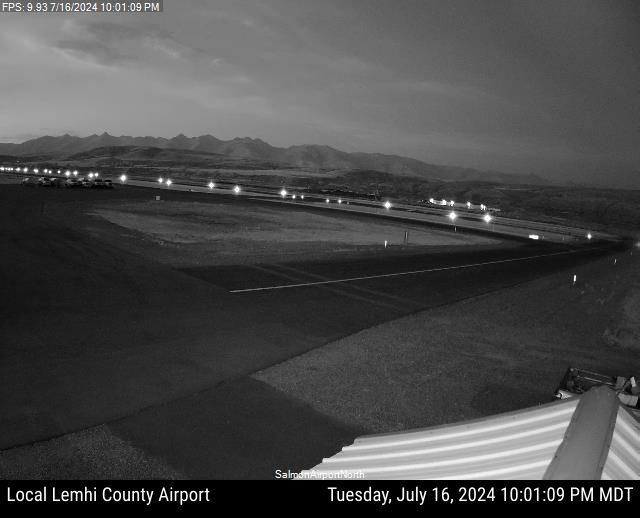 FPS: 9.93 7/16/2024 10:01:09 PM
SalmonAirportNorth
Local Lemhi County Airport
Tuesday, July 16, 2024 10:01:09 PM MDT